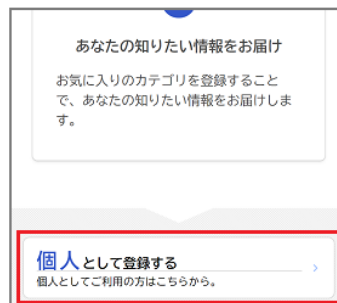 あなたの知りたい情報をお届け
お気に入りのカテゴリを登録すること
で、あなたの知りたい情報をお届けしま
す。
個人として登録する
個人としてご利用の方はこちらから。